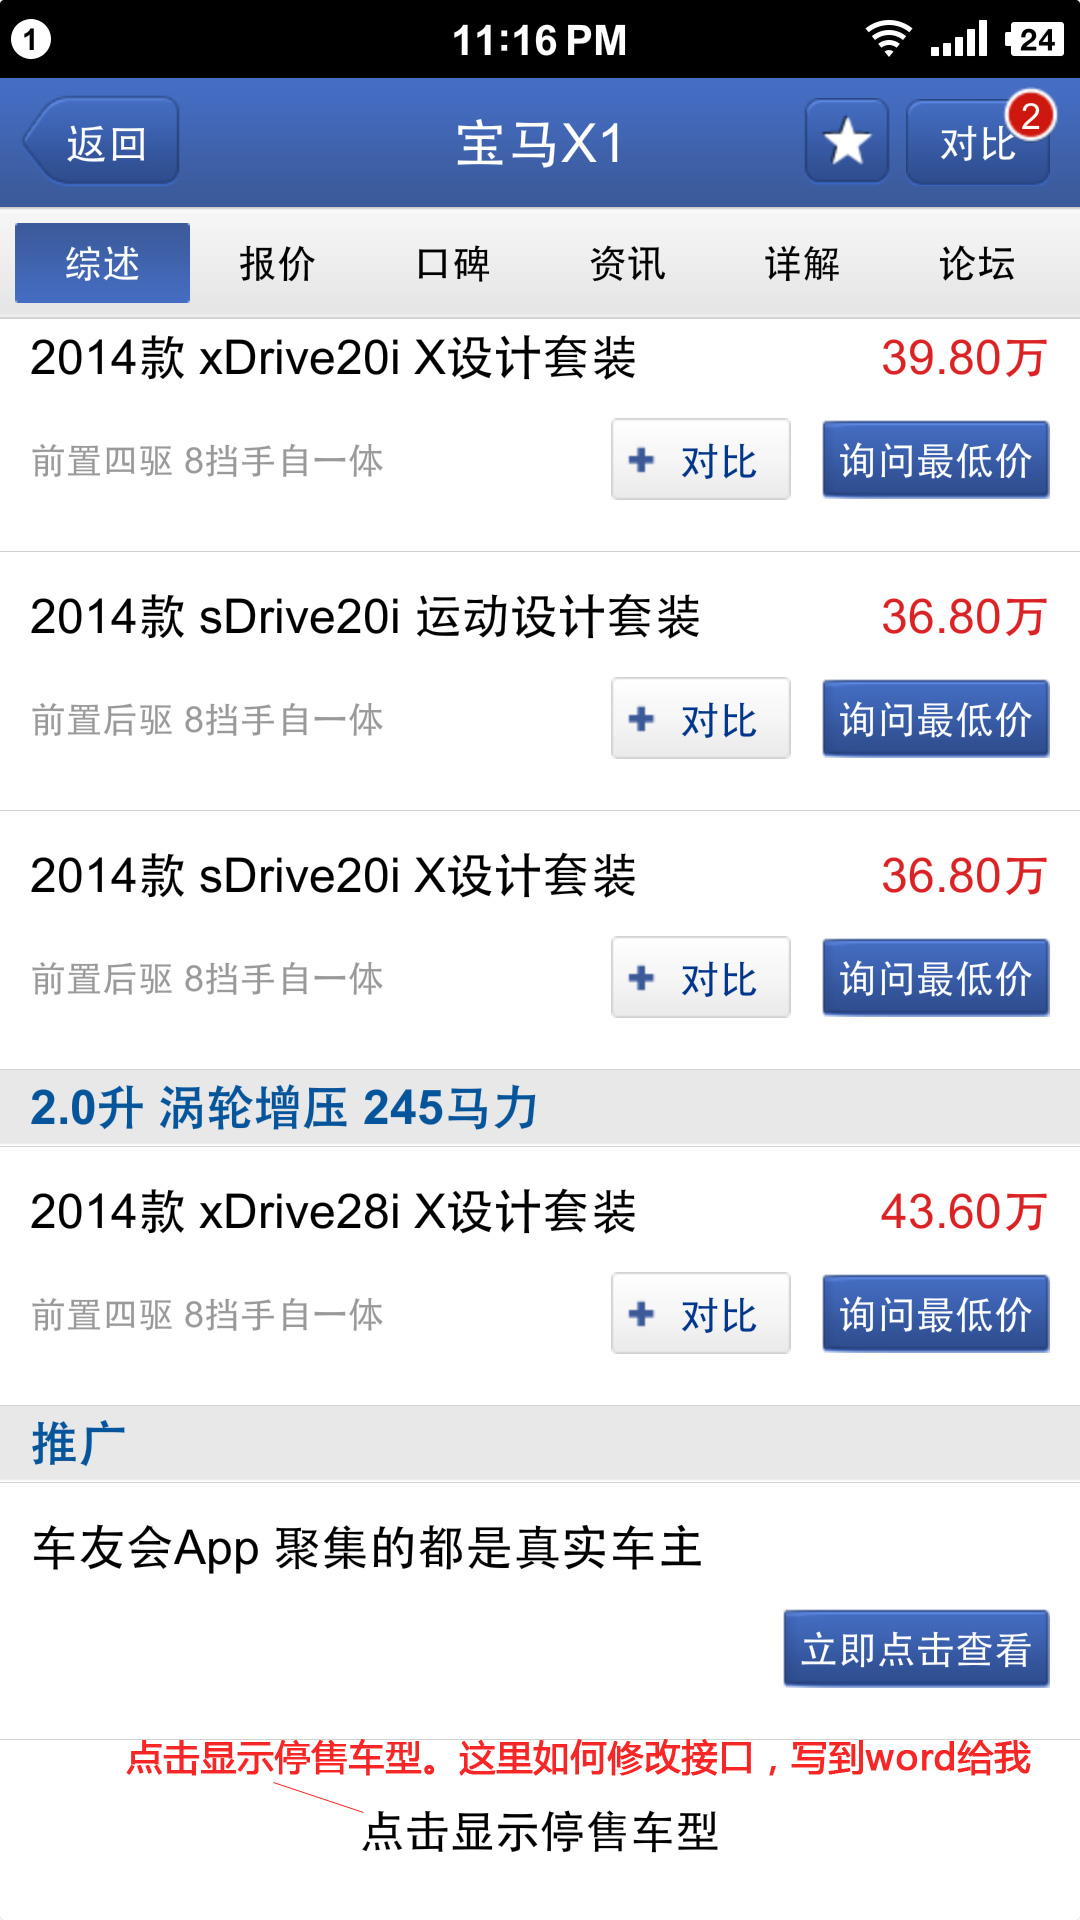 1
11:16 PM
24
返回
宝马X1
对比
2
综述 报价 口碑 资讯 详解 论坛
2014款 xDrive20i X设计套装 39.80万
前置四驱 8挡手自一体 + 对比 询问最低价
2014款 sDrive20i 运动设计套装 36.80万
前置后驱 8挡手自一体 + 对比 询问最低价
2014款 sDrive20i X设计套装 36.80万
前置后驱 8挡手自一体 + 对比 询问最低价
2.0升 涡轮增压 245马力
2014款 xDrive28i X设计套装 43.60万
前置四驱 8挡手自一体 + 对比 询问最低价
推广
车友会App 聚集的都是真实车主
立即点击查看
点击显示停售车型。这里如何修改接口，写到word给我
点击显示停售车型